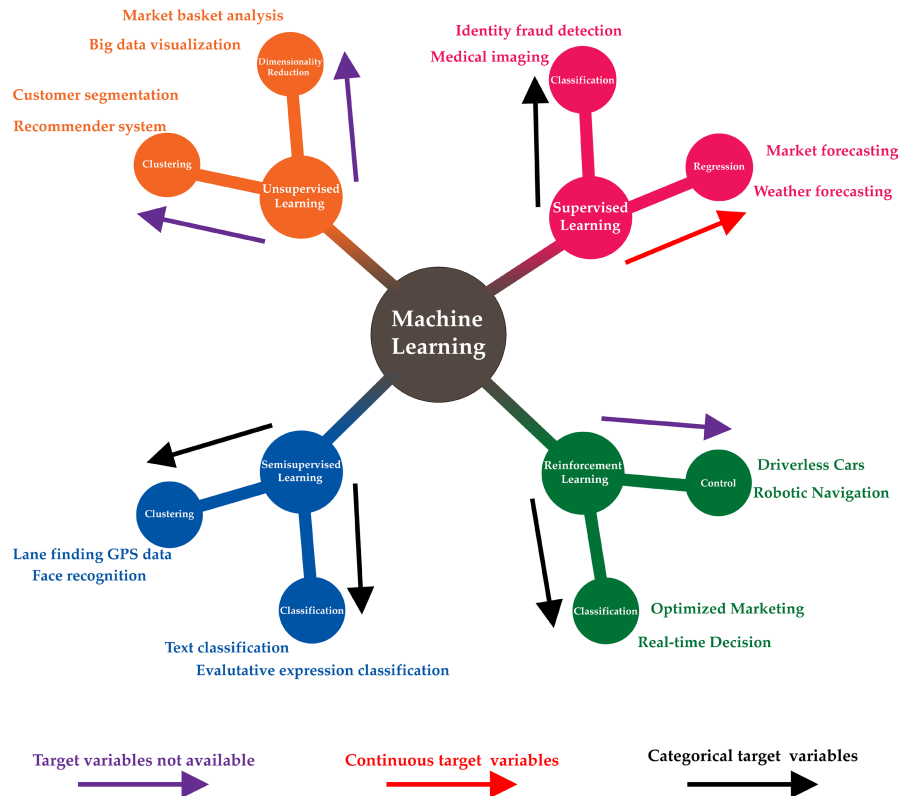 Market basket analysis
Big data visualization
Dimensionality
Reduction
Customer segmentation
Recommender system
Clustering
Unsupervised
Learning
Identity fraud detection
Medical imaging
Classification
Regression
Market forecasting
Weather forecasting
Supervised
Learning
Machine
Learning
Semisupervised
Learning
Clustering
Lane finding GPS data
Face recognition
Classification
Text classification
Evalutative expression classification
Reinforcement
Learning
Control
Driverless Cars
Robotic Navigation
Classification
Optimized Marketing
Real-time Decision
Target variables not available
Continuous target variables
Categorical target variables